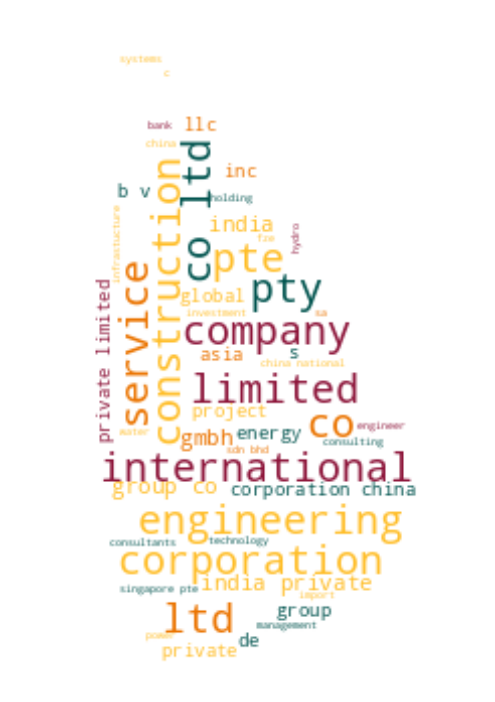 systems
c
bank
llc
china
co ltd
inc
b v
holding
construction
infrastucture
india
fze
hydro
pte
service
pty
private limited
global
investment
sa
company
asia
s
china national
limited
project
co
engineer
water
gmbh
energy
consulting
sdn bhd
international
group co
corporation china
engineering
consultants
technology
corporation
singapore pte
india private
import
ltd
group
management
power
de
private